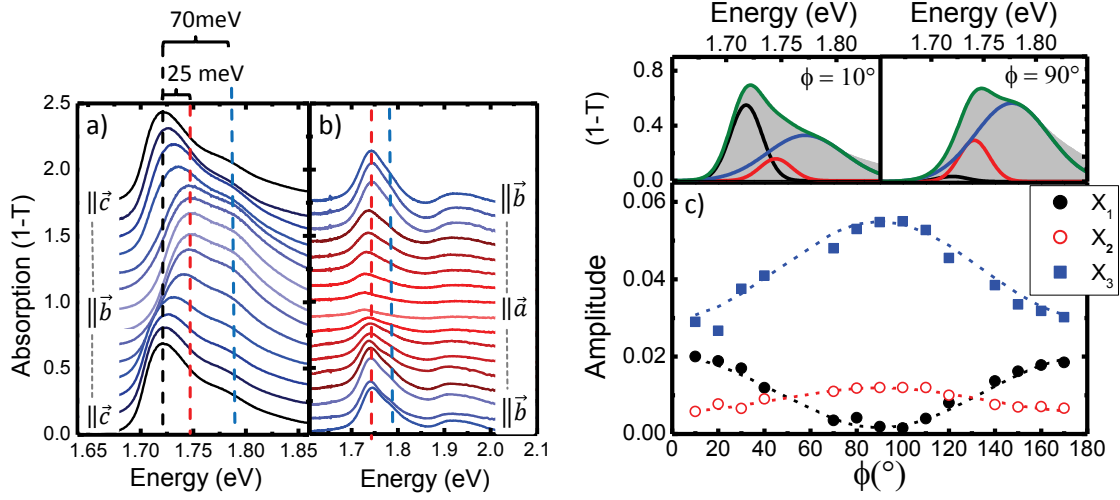 70meV
25 meV
a)
b)
2.5
2.0
1.5
1.0
0.5
0.0
Absorption (1-T)
∥c⃗
∥b⃗
∥c⃗
∥b⃗
∥a⃗
∥b⃗
1.65 1.70 1.75 1.80 1.85
1.6 1.7 1.8 1.9 2.0 2.1
Energy (eV)
Energy (eV)
Energy (eV)
Energy (eV)
1.70 1.75 1.80
1.70 1.75 1.80
ϕ = 10°
ϕ = 90°
0.8
0.4
0.0
(1-T)
c)
X₁
X₂
X₃
0.06
0.04
0.02
0.00
Amplitude
0 20 40 60 80 100 120 140 160 180
ϕ(°)